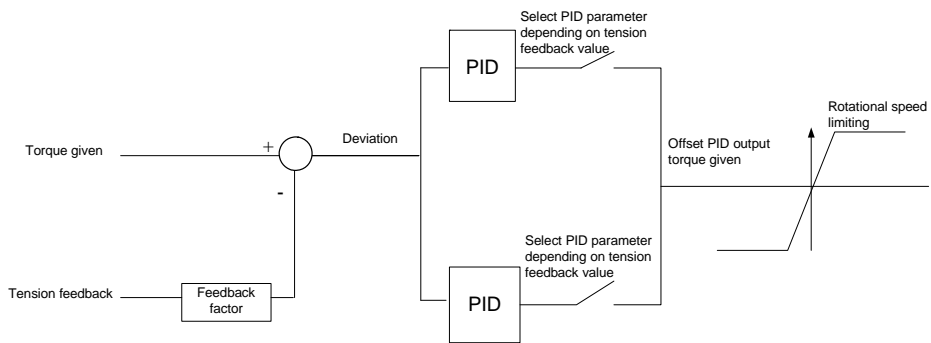 Select PID parameter
depending on tension
feedback value
PID
Rotational speed
limiting
Torque given
+
-
Deviation
Offset PID output
torque given
Select PID parameter
depending on tension
feedback value
Tension feedback
Feedback
factor
PID